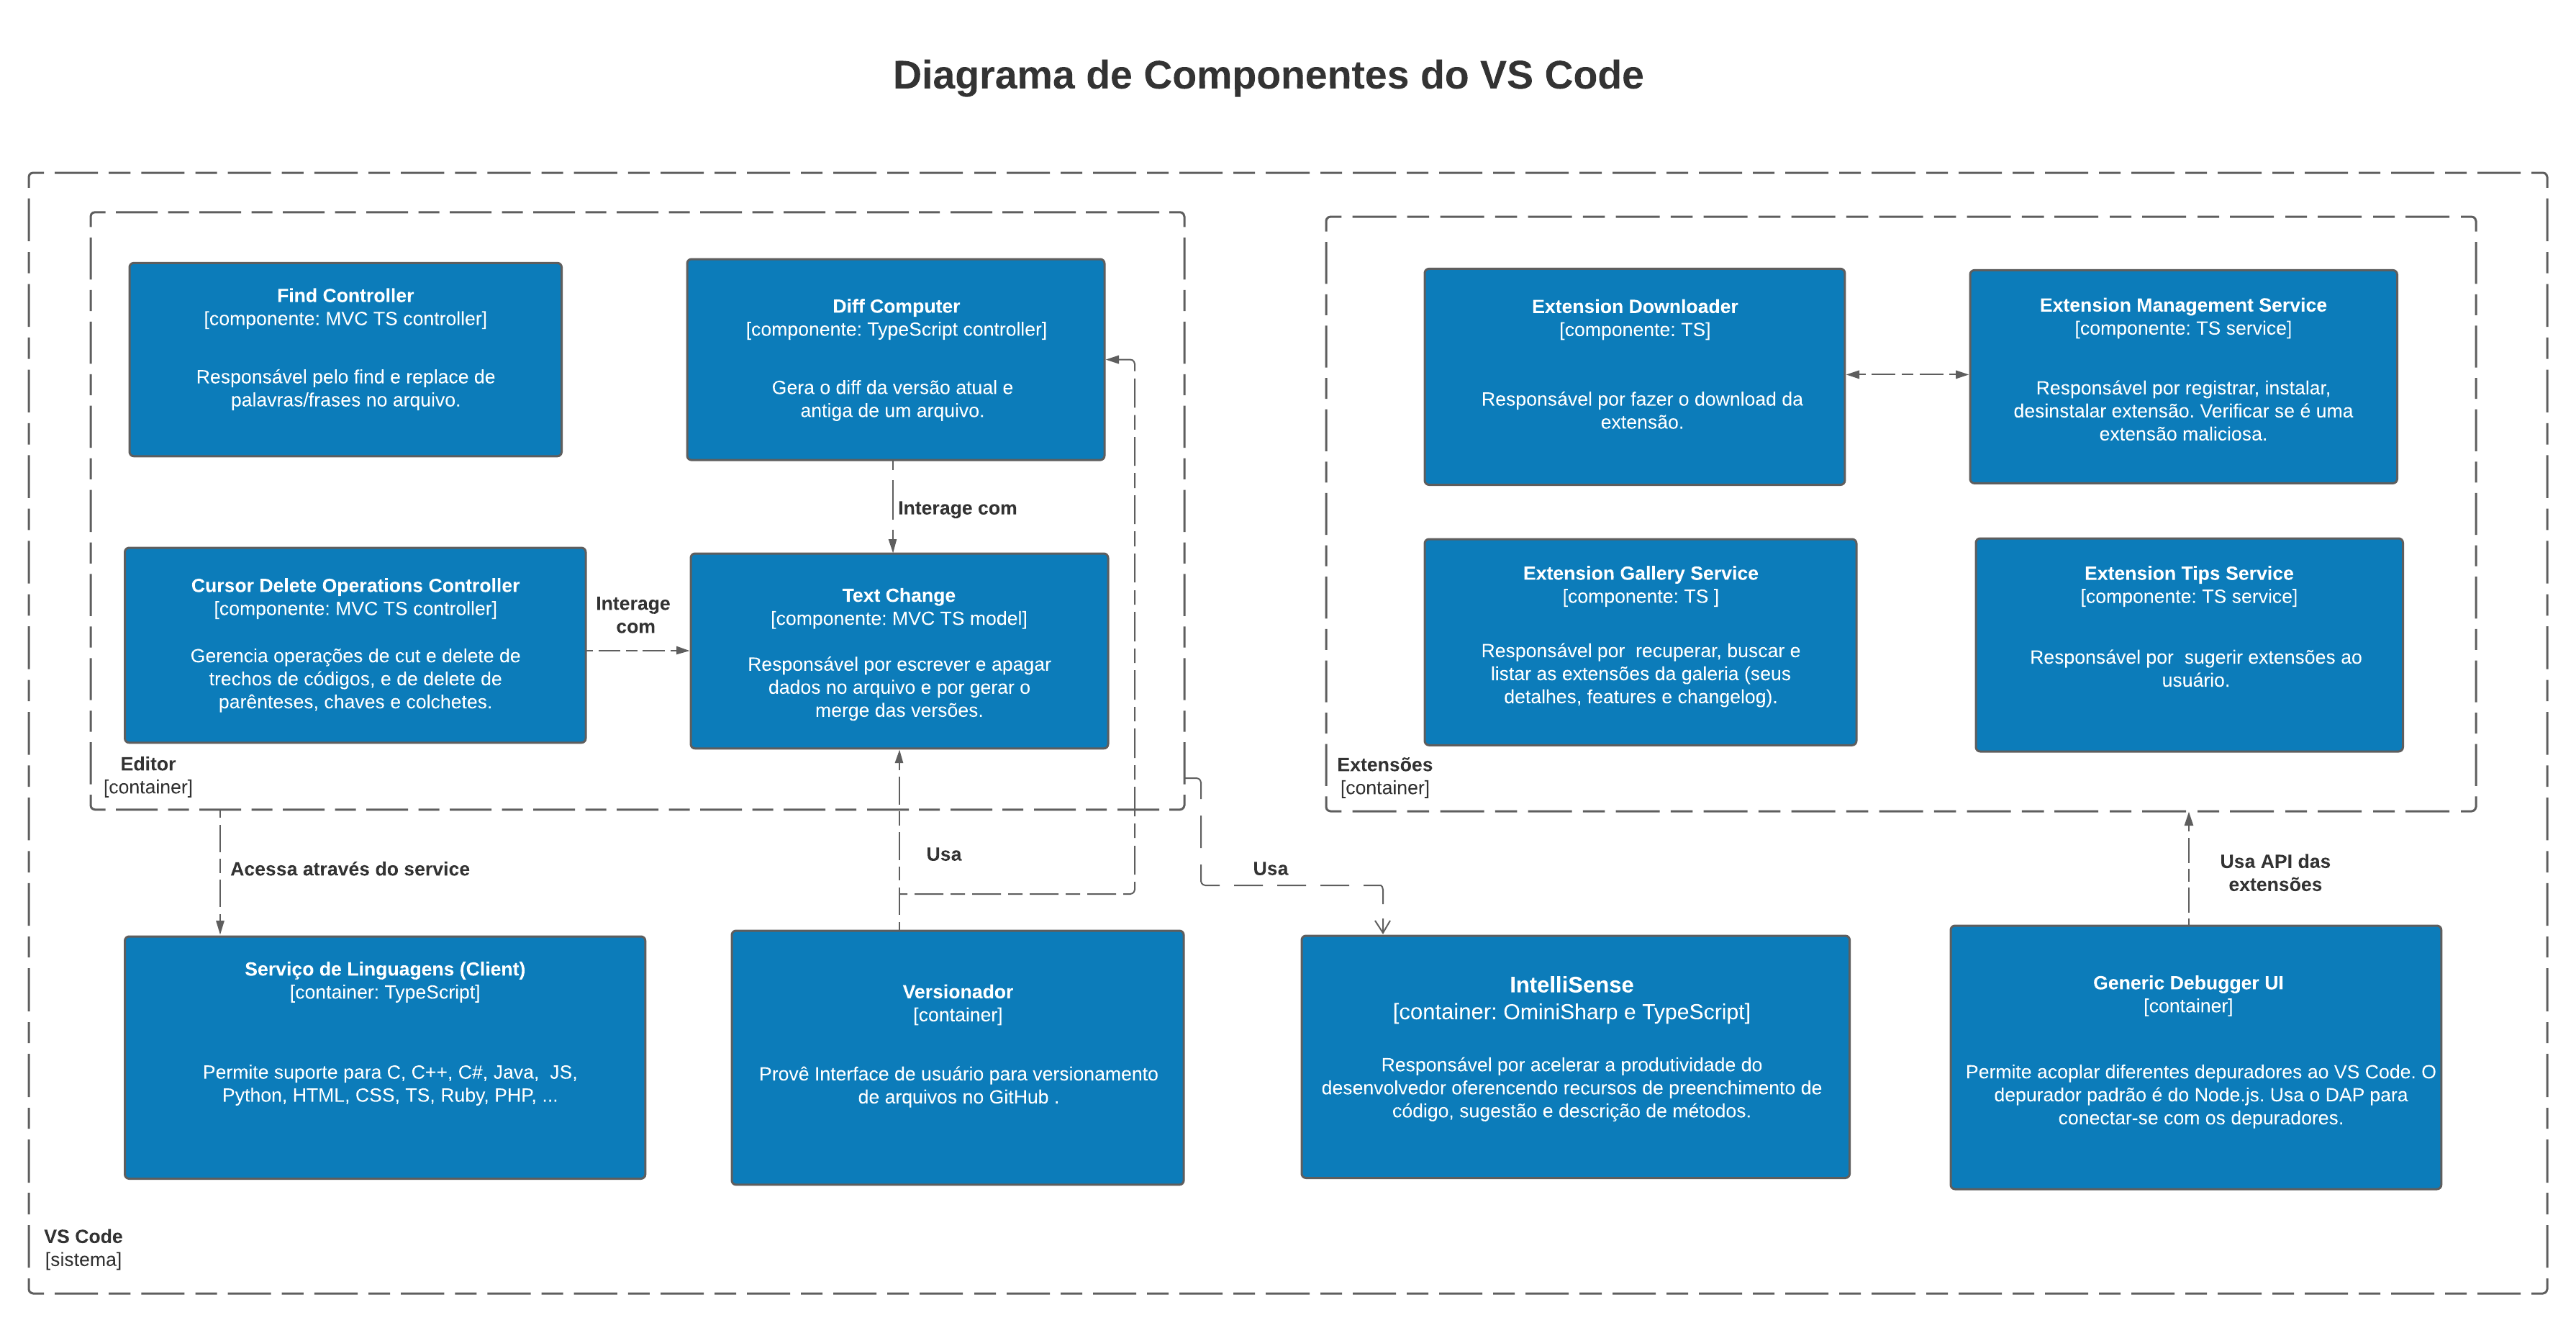 Diagrama de Componentes do VS Code
Find Controller
[componente: MVC TS controller]
Responsável pelo find e replace de
palavras/frases no arquivo.
Diff Computer
[componente: TypeScript controller]
Gera o diff da versão atual e
antiga de um arquivo.
Interage com
Cursor Delete Operations Controller
[componente: MVC TS controller]
Gerencia operações de cut e delete de
trechos de códigos, e de delete de
parênteses, chaves e colchetes.
Interage
com
Text Change
[componente: MVC TS model]
Responsável por escrever e apagar
dados no arquivo e por gerar o
merge das versões.
Editor
[container]
Extension Downloader
[componente: TS]
Responsável por fazer o download da
extensão.
Extension Management Service
[componente: TS service]
Responsável por registrar, instalar,
desinstalar extensão. Verificar se é uma
extensão maliciosa.
Extension Gallery Service
[componente: TS ]
Responsável por  recuperar, buscar e
listar as extensões da galeria (seus
detalhes, features e changelog).
Extension Tips Service
[componente: TS service]
Responsável por  sugerir extensões ao
usuário.
Extensões
[container]
Acessa através do service
Usa
Usa
Usa API das
extensões
Serviço de Linguagens (Client)
[container: TypeScript]
Permite suporte para C, C++, C#, Java,  JS,
Python, HTML, CSS, TS, Ruby, PHP, ...
Versionador
[container]
Provê Interface de usuário para versionamento
de arquivos no GitHub .
IntelliSense
[container: OminiSharp e TypeScript]
Responsável por acelerar a produtividade do
desenvolvedor oferencendo recursos de preenchimento de
código, sugestão e descrição de métodos.
Generic Debugger UI
[container]
Permite acoplar diferentes depuradores ao VS Code. O
depurador padrão é do Node.js. Usa o DAP para
conectar-se com os depuradores.
VS Code
[sistema]